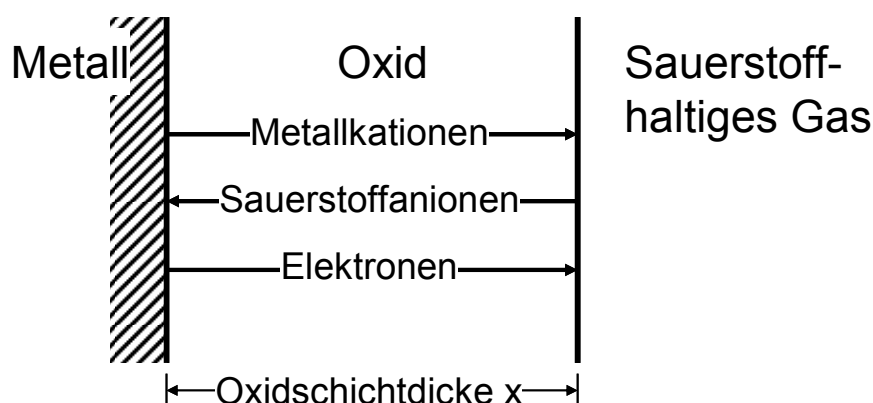 Metall
Oxid
Sauerstoff-
haltiges Gas
Metallkationen
Sauerstoffanionen
Elektronen
Oxidschichtdicke x